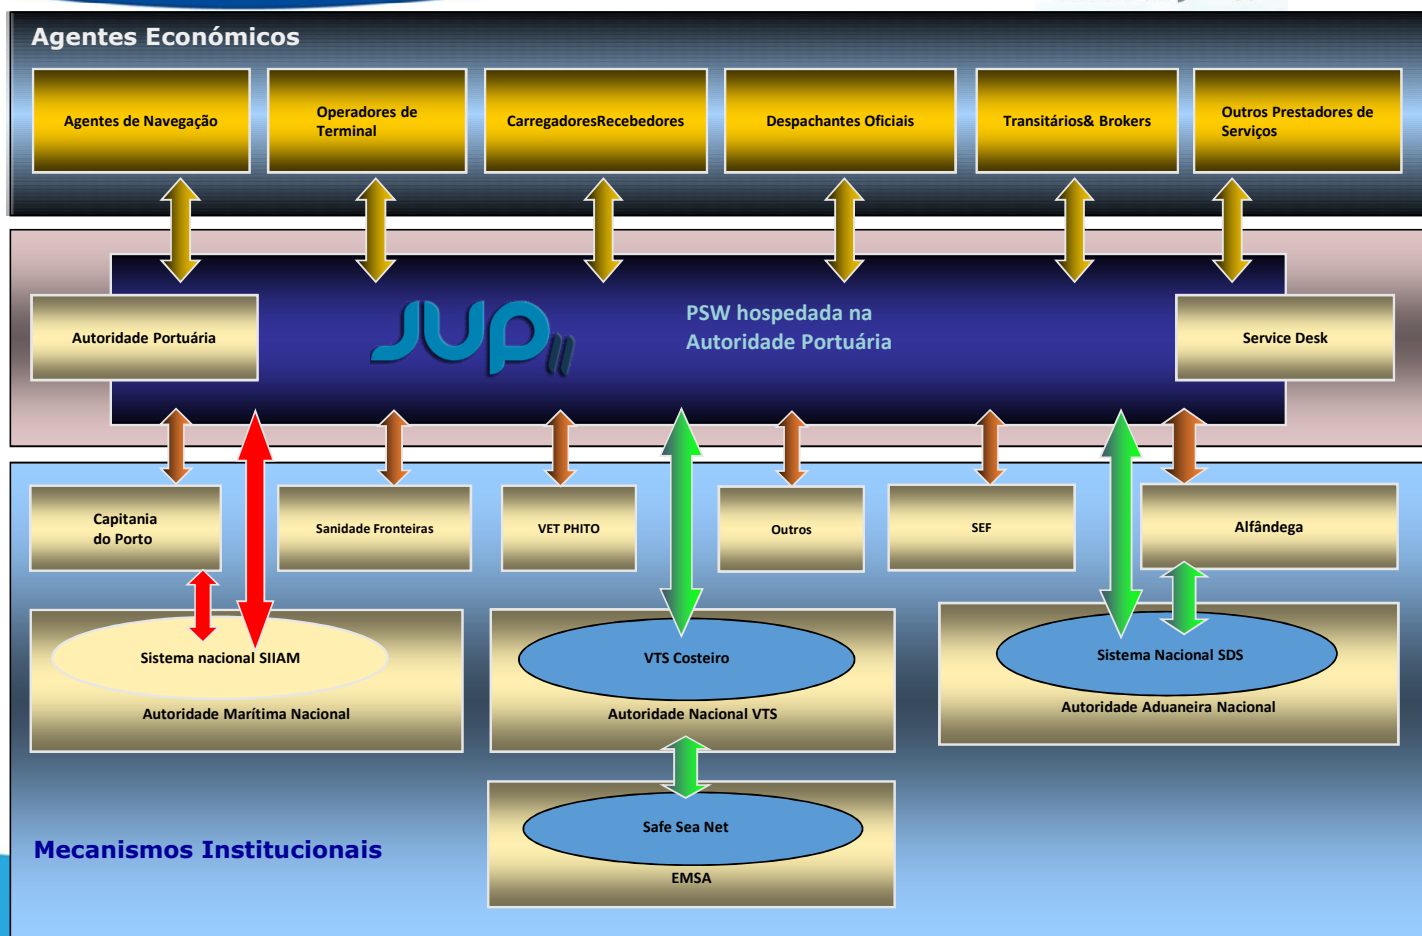 Agentes Económicos
Agentes de Navegação
Operadores de
Terminal
CarregadoresRecebedores
Despachantes Oficiais
Transitários& Brokers
Outros Prestadores de
Serviços
Autoridade Portuária
JUP II
PSW hospedada na
Autoridade Portuária
Service Desk
Capitania
do Porto
Sanidade Fronteiras
VET PHITO
Outros
SEF
Alfândega
Sistema nacional SIIAM
Autoridade Marítima Nacional
VTS Costeiro
Autoridade Nacional VTS
Sistema Nacional SDS
Autoridade Aduaneira Nacional
Safe Sea Net
EMSA
Mecanismos Institucionais